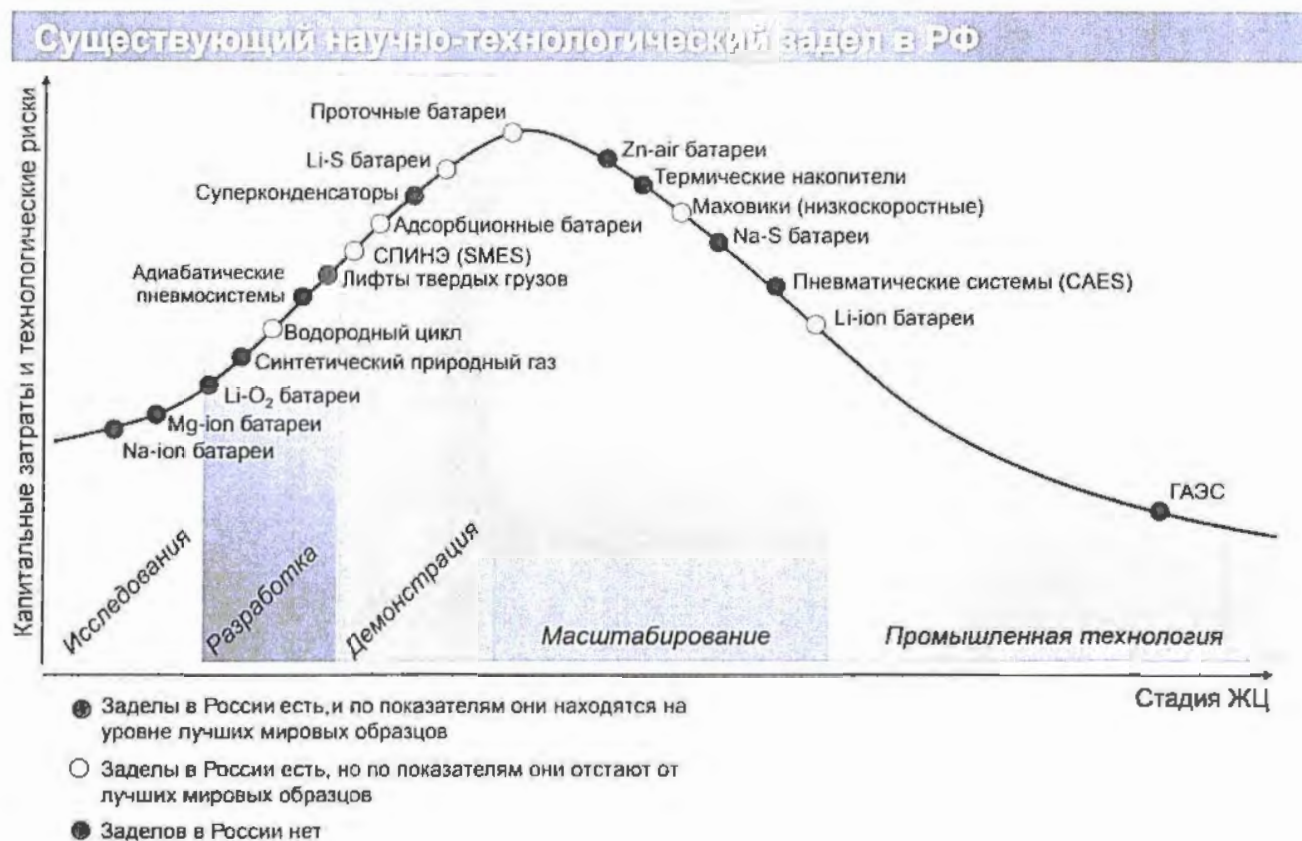 Существующий научно-технологический задел в РФ
Капитальные затраты и технологические риски
Проточные батареи
Li-S батареи
Суперконденсаторы
Адсорбционные батареи
СПИНЭ (SMES)
Адиабатические
пневмосистемы
Лифты твердых грузов
Водородный цикл
Синтетический природный газ
Li-O₂ батареи
Mg-ion батареи
Na-ion батареи
Zn-air батареи
Термические накопители
Маховики (низкоскоростные)
Na-S батареи
Пневматические системы (CAES)
Li-ion батареи
ГАЭС
Исследования
Разработка
Демонстрация
Масштабирование
Промышленная технология
Стадия ЖЦ
Заделы в России есть, и по показателям они находятся на
уровне лучших мировых образцов
Заделы в России есть, но по показателям они отстают от
лучших мировых образцов
Заделов в России нет